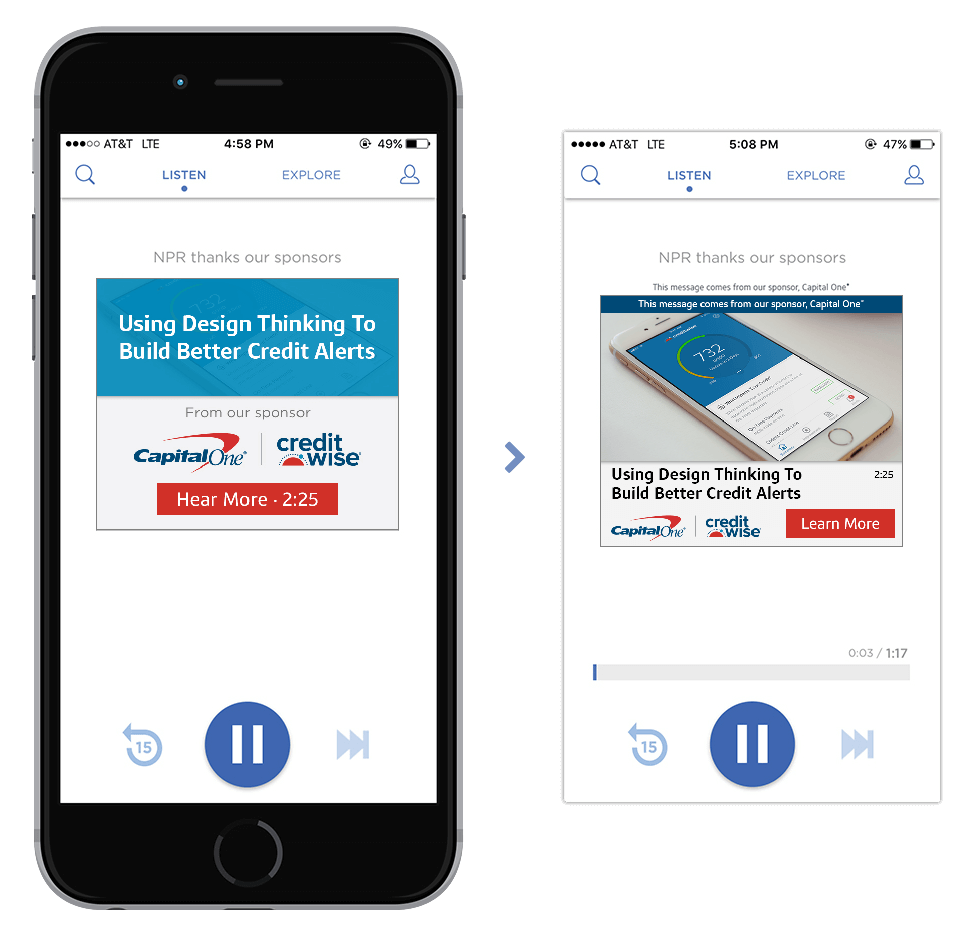 AT&T LTE 4:58 PM 49%
LISTEN EXPLORE
NPR thanks our sponsors
Using Design Thinking To
Build Better Credit Alerts
From our sponsor
Capital One® credit wise®
Hear More · 2:25
15
AT&T LTE 5:08 PM 47%
LISTEN EXPLORE
NPR thanks our sponsors
This message comes from our sponsor, Capital One®
This message comes from our sponsor, Capital One®
732
Using Design Thinking To 2:25
Build Better Credit Alerts
Capital One® credit wise®
Learn More
0:03 / 1:17
15